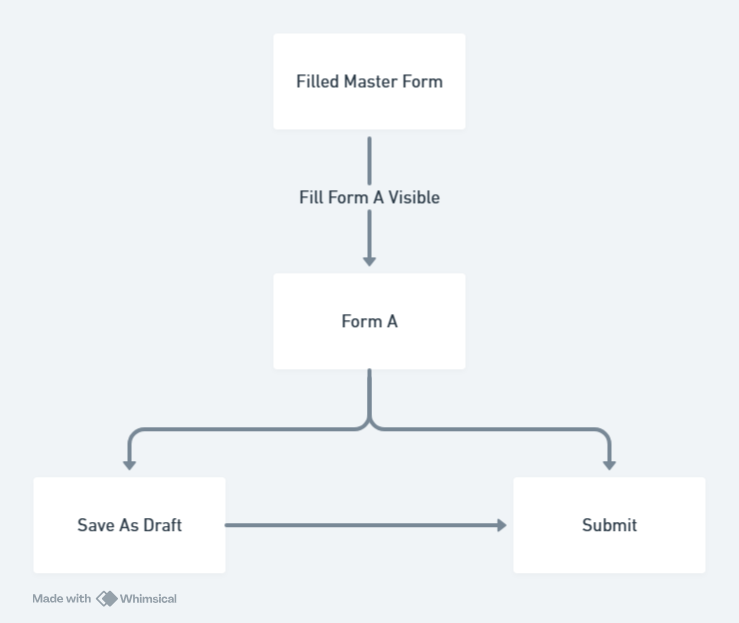 Filled Master Form
Fill Form A Visible
Form A
Save As Draft
Submit
Made with Whimsical